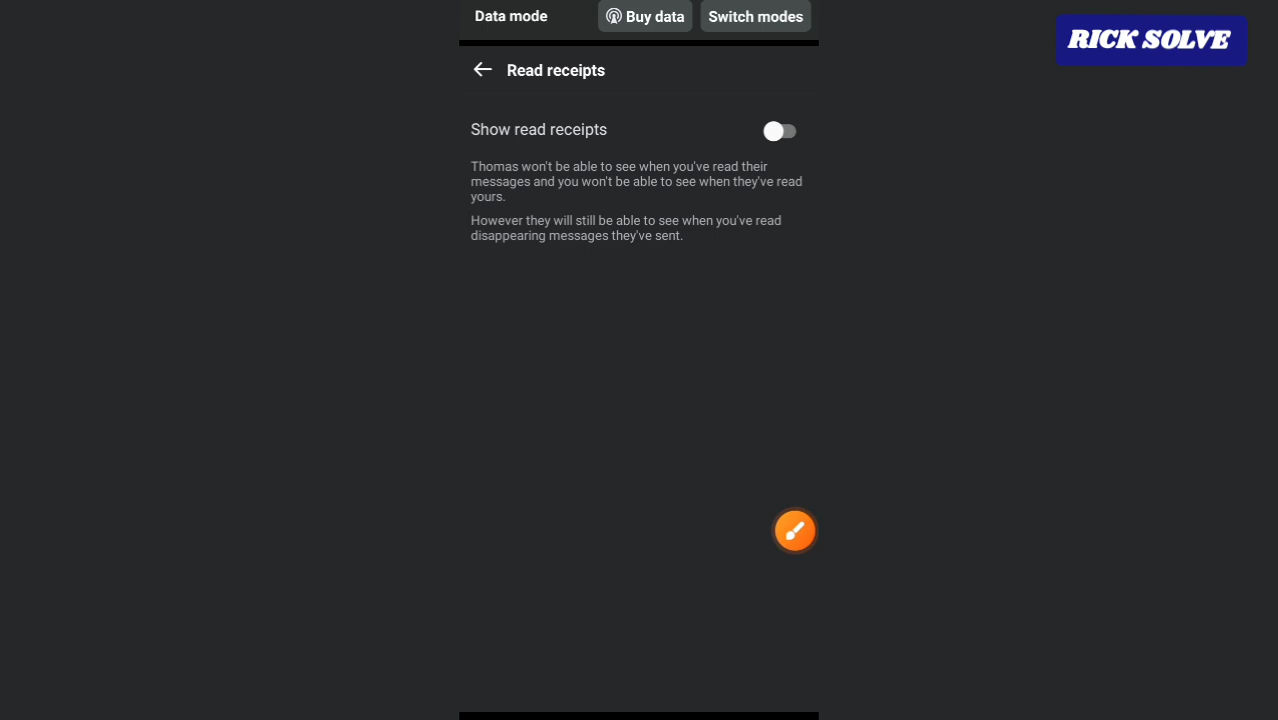 Data mode Buy data Switch modes
RICK SOLVE
Read receipts
Show read receipts
Thomas won't be able to see when you've read their
messages and you won't be able to see when they've read
yours.
However they will still be able to see when you've read
disappearing messages they've sent.